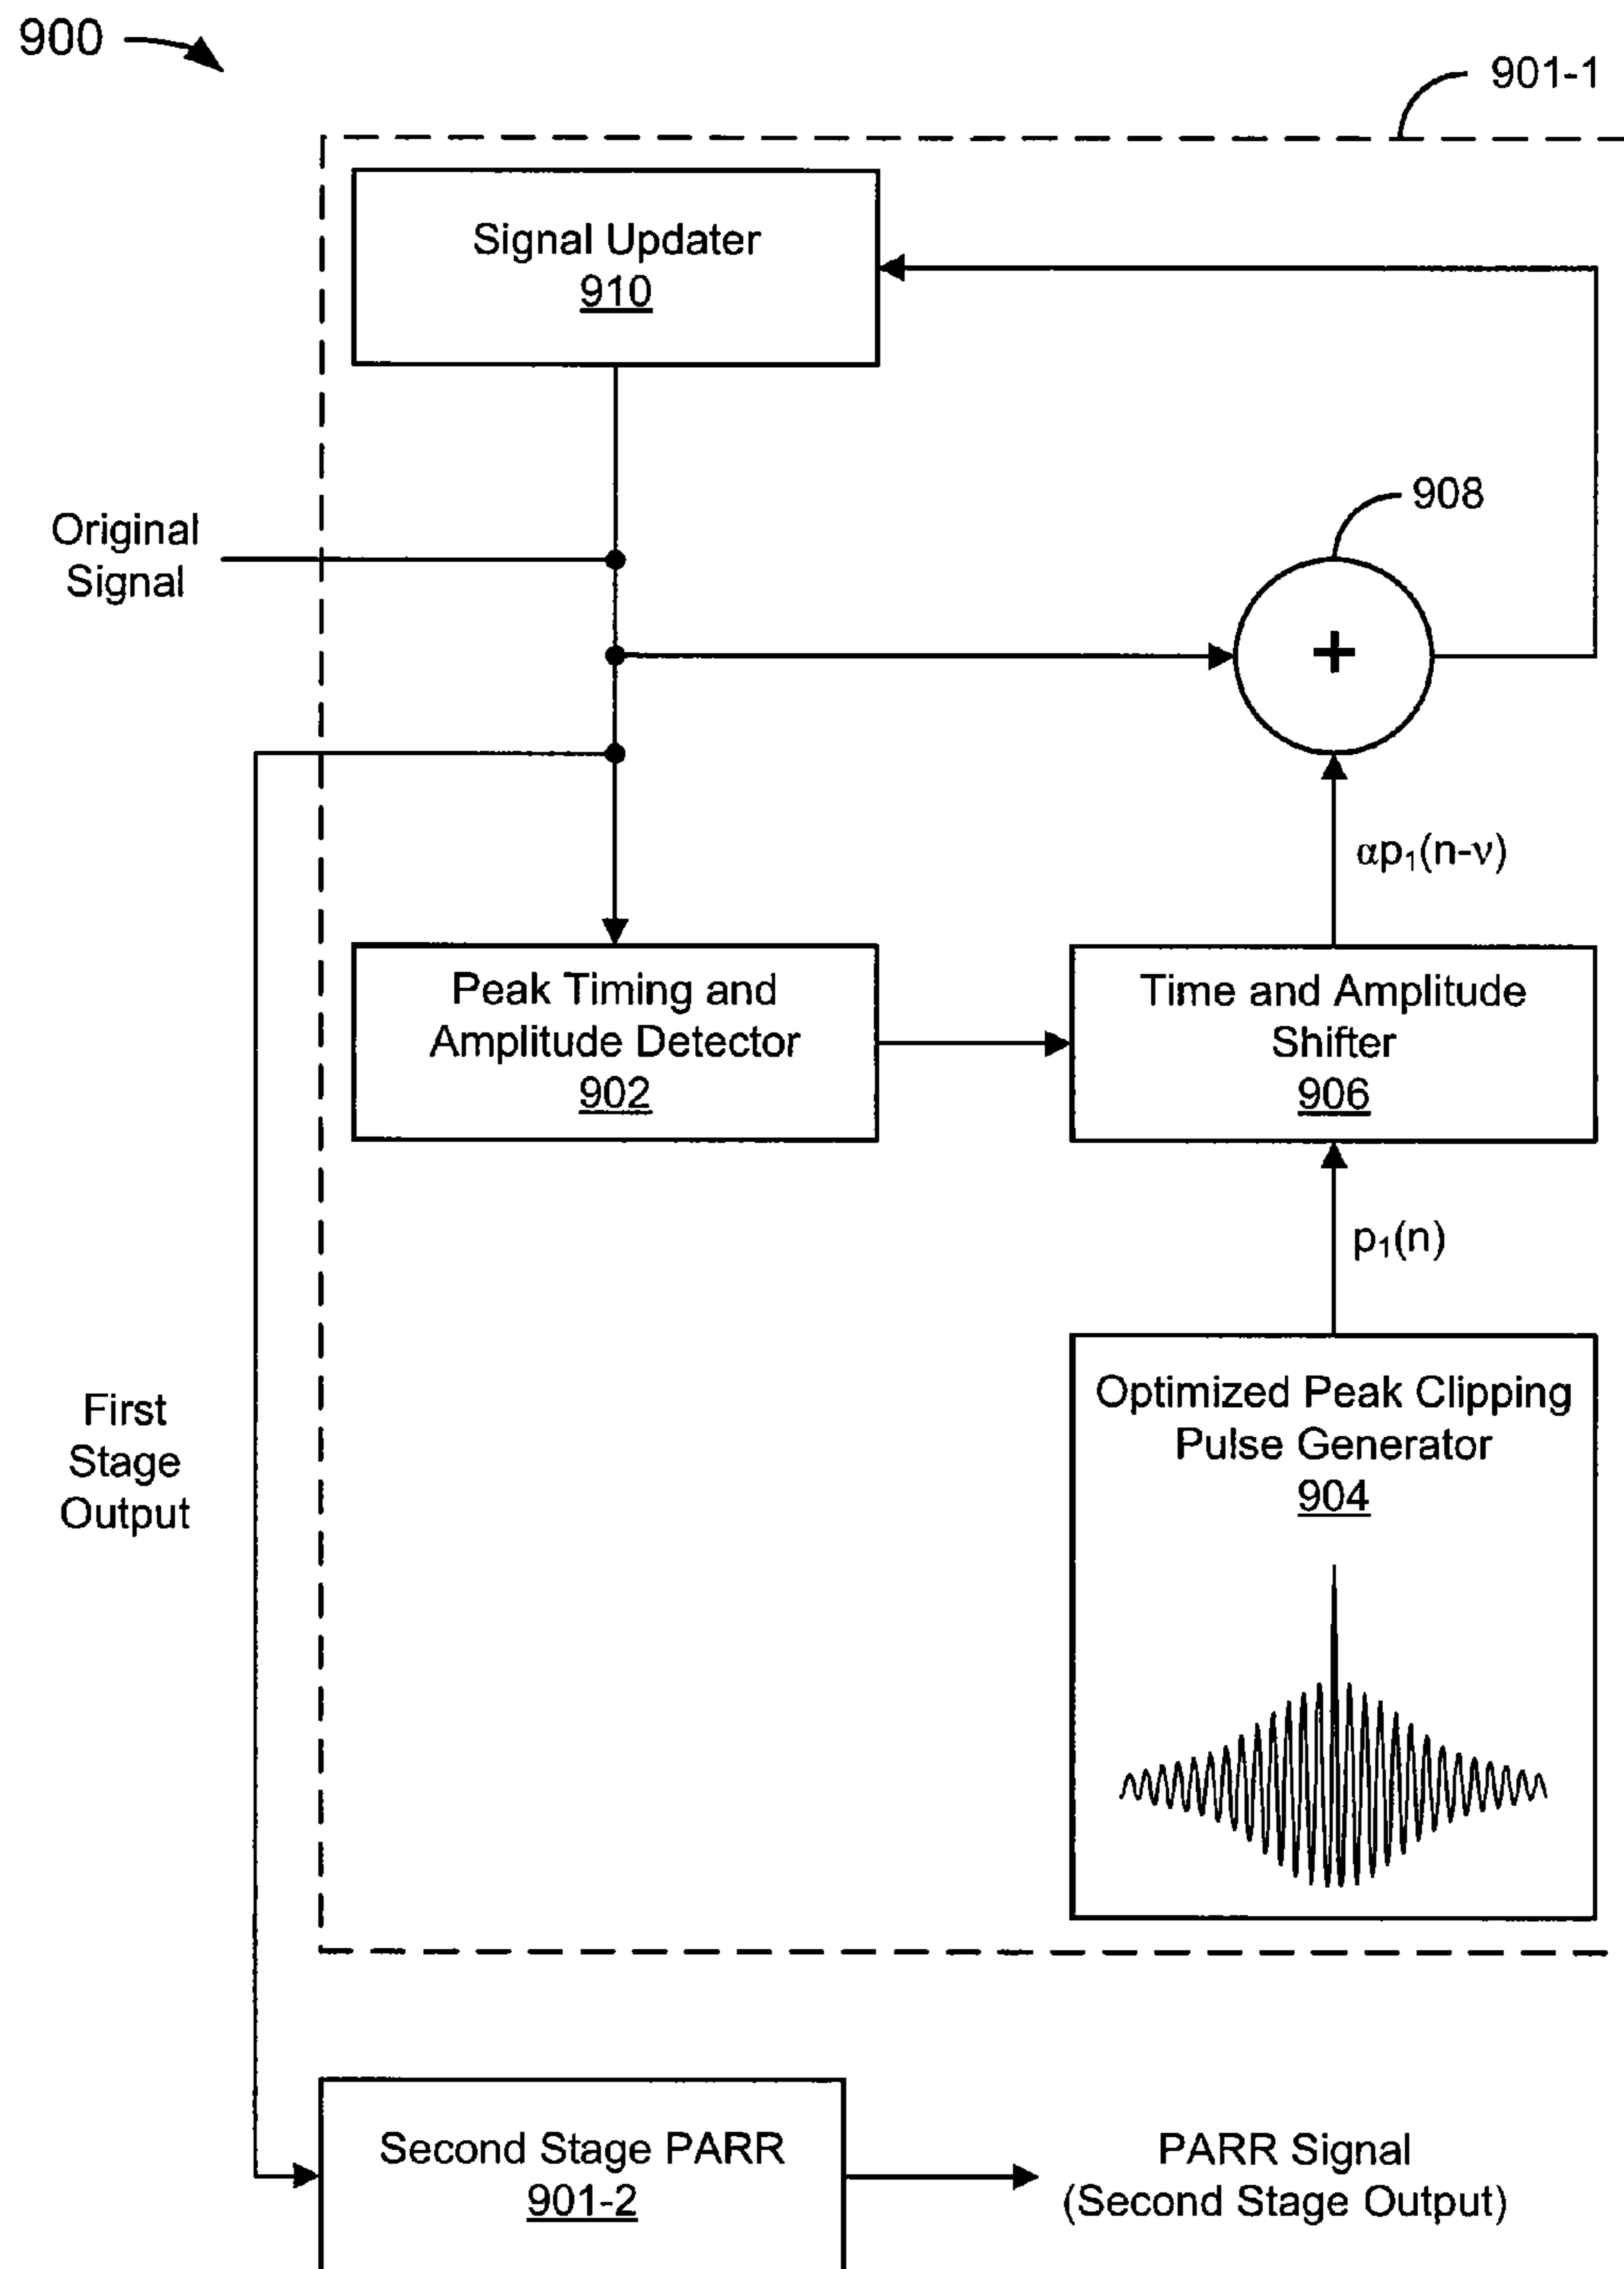 900
901-1
Signal Updater
910
908
Original
Signal
+
αp₁(n-ν)
Peak Timing and
Amplitude Detector
902
Time and Amplitude
Shifter
906
p₁(n)
First
Stage
Output
Optimized Peak Clipping
Pulse Generator
904
Second Stage PARR
901-2
PARR Signal
(Second Stage Output)